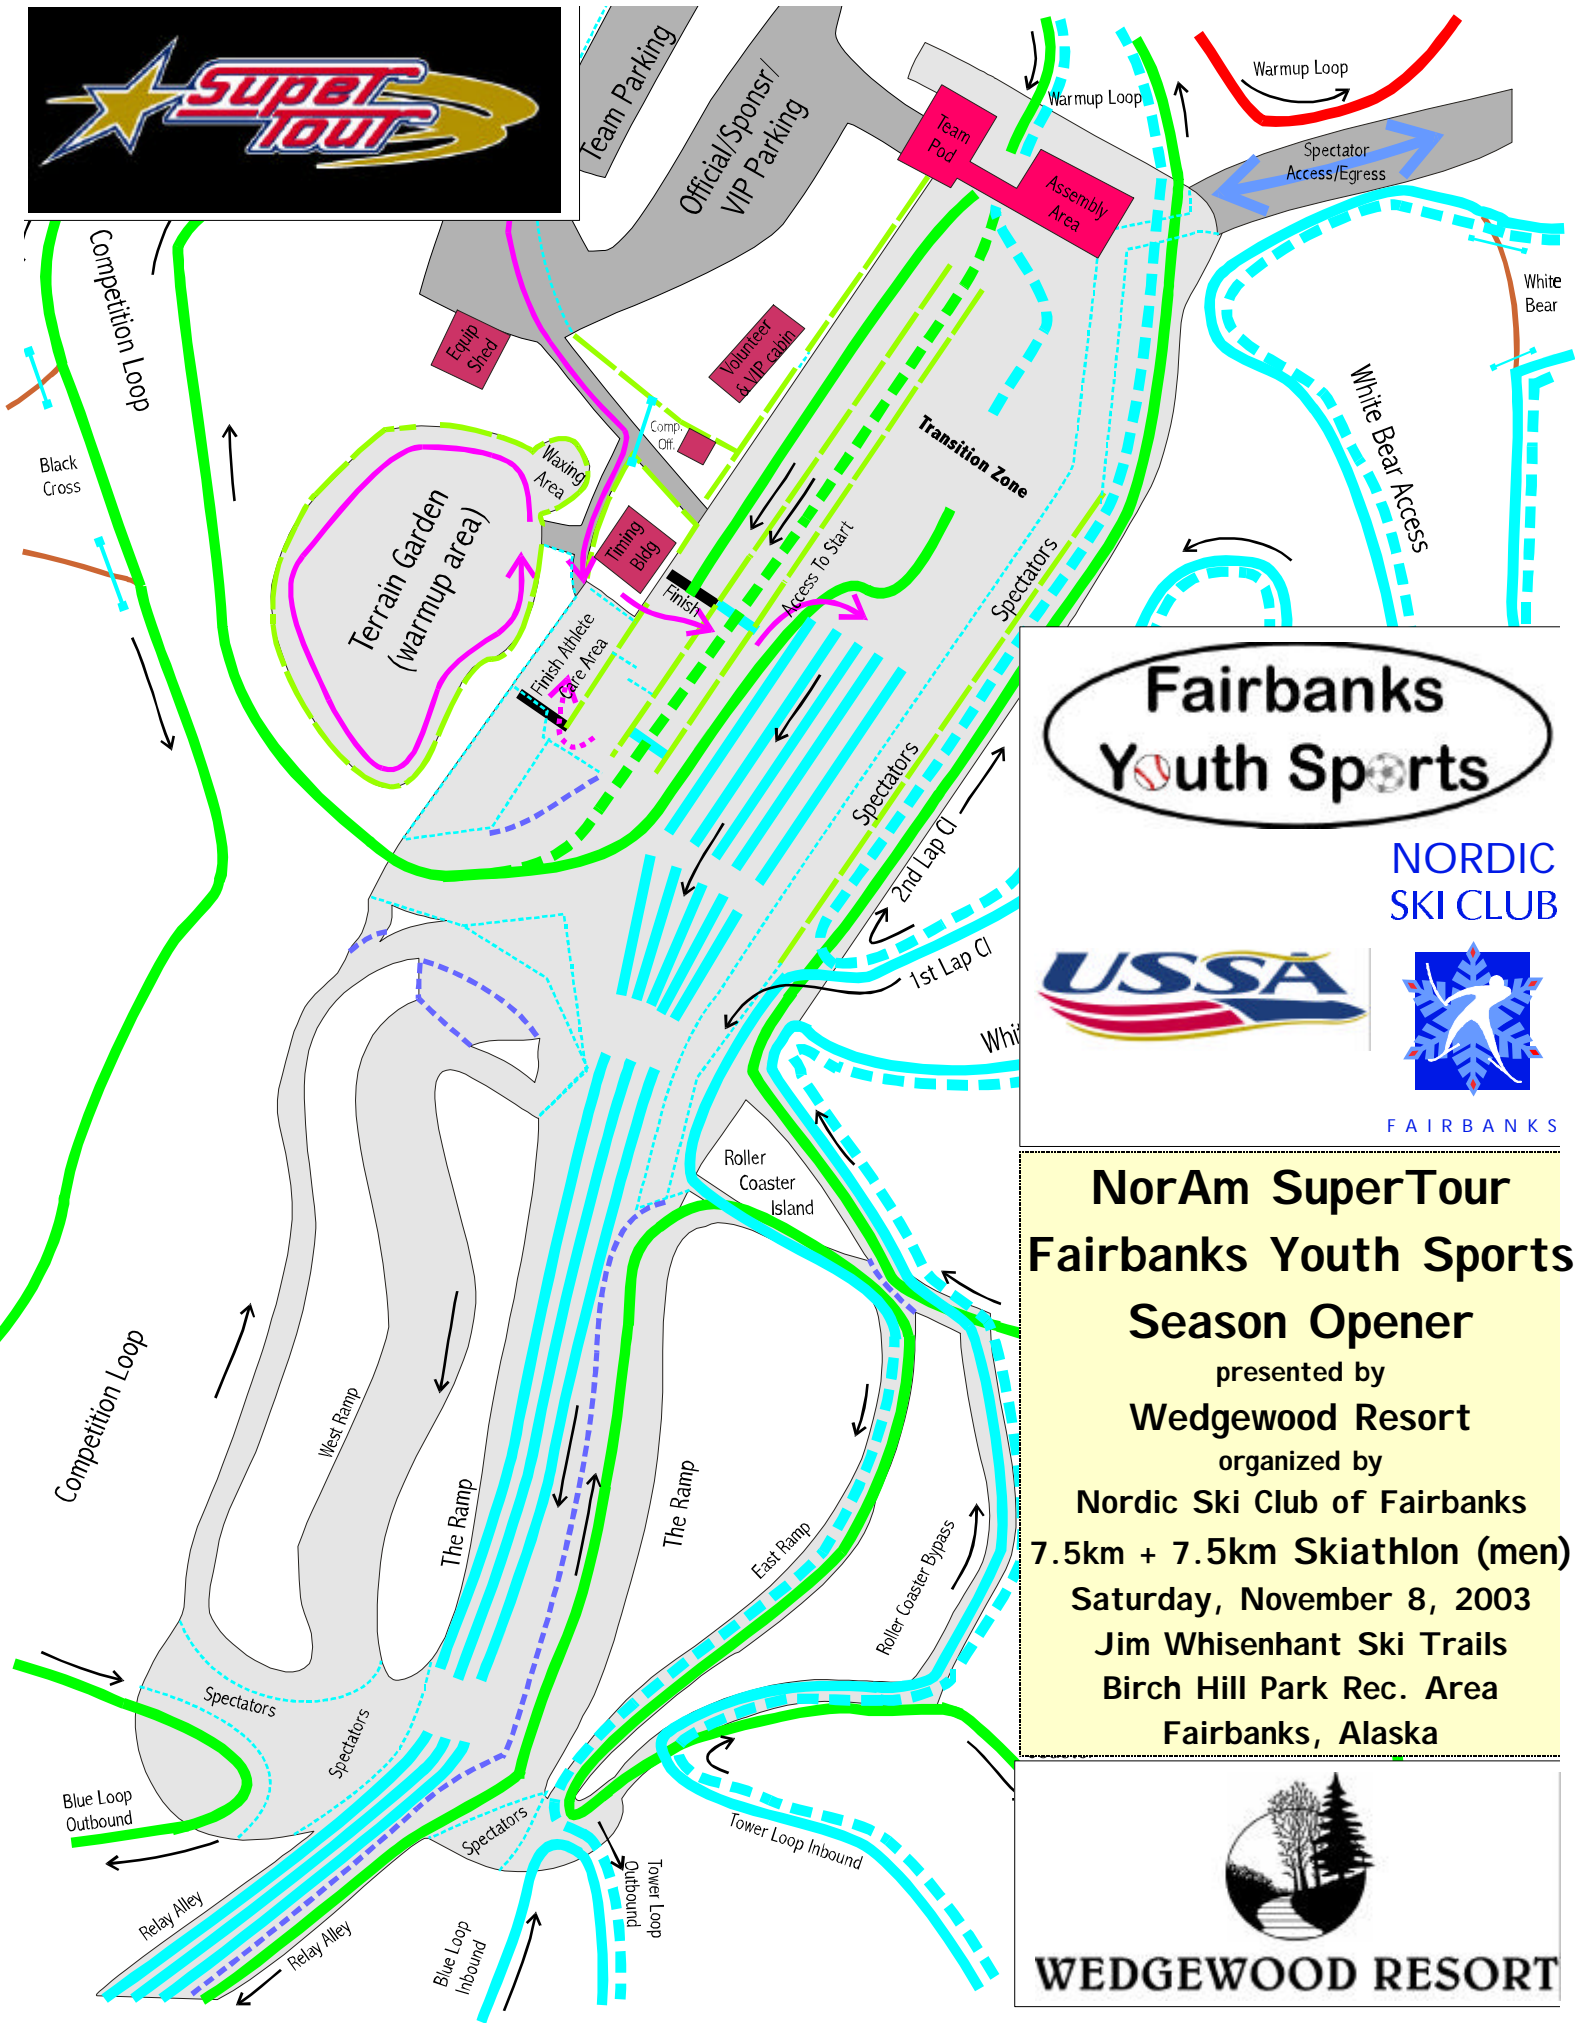 Super
Tour
Team Parking
Official/Sponsr/
VIP Parking
Team
Pod
Assembly
Area
Warmup Loop
Warmup Loop
Spectator
Access/Egress
White
Bear
White Bear Access
Competition Loop
Black
Cross
Equip
Shed
Volunteer
& VIP cabin
Comp.
Off.
Waxing
Area
Terrain Garden
(warmup area)
Timing
Bldg
Finish
Finish Athlete
Care Area
Access To Start
Transition Zone
Spectators
Spectators
2nd Lap Cl
1st Lap Cl
Whi
Roller
Coaster
Island
Competition Loop
West Ramp
The Ramp
The Ramp
East Ramp
Roller Coaster Bypass
Spectators
Spectators
Spectators
Blue Loop
Outbound
Relay Alley
Relay Alley
Blue Loop
Inbound
Tower Loop
Outbound
Tower Loop Inbound
Fairbanks
Youth Sports
NORDIC
SKI CLUB
USSA
FAIRBANKS
NorAm SuperTour
Fairbanks Youth Sports
Season Opener
presented by
Wedgewood Resort
organized by
Nordic Ski Club of Fairbanks
7.5km + 7.5km Skiathlon (men)
Saturday, November 8, 2003
Jim Whisenhant Ski Trails
Birch Hill Park Rec. Area
Fairbanks, Alaska
WEDGEWOOD RESORT